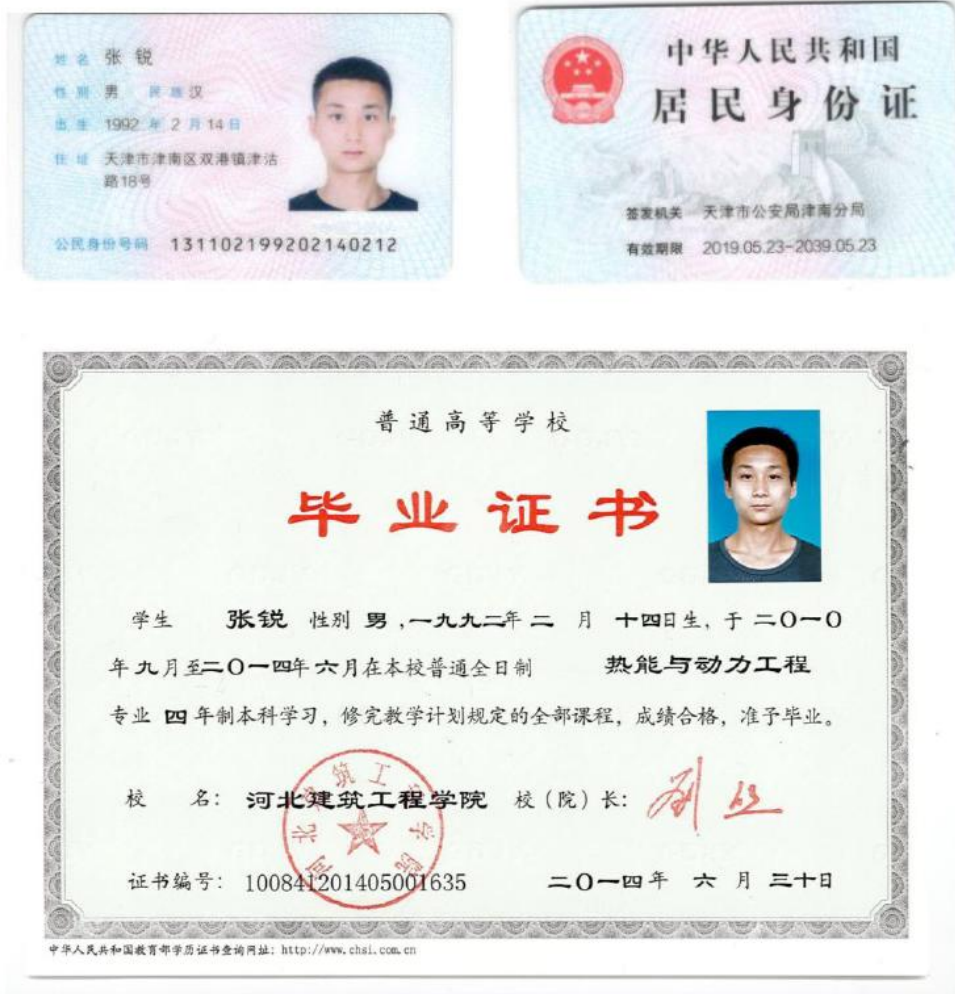 姓名 张锐
性别 男 民族 汉
出生 1992 年 2 月 14 日
住址 天津市津南区双港镇津沽
路18号
公民身份号码 131102199202140212
中华人民共和国
居民身份证
签发机关 天津市公安局津南分局
有效期限 2019.05.23-2039.05.23
普通高等学校
毕业证书
学生 张锐 性别 男 ,一九九二年 二 月 十四日生, 于 二〇一〇
年 九月至二〇一四年 六月在本校普通全日制 热能与动力工程
专业 四 年制本科学习, 修完教学计划规定的全部课程, 成绩合格, 准予毕业。
校 名: 河北建筑工程学院 校(院)长:
河北建筑工程学院
证书编号: 100841201405001635 二〇一四年 六 月 三十日
中华人民共和国教育部学历证书查询网址: http://www.chsi.com.cn